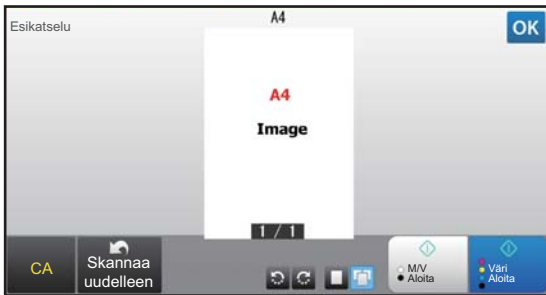 Esikatselu
A4
OK
A4
Image
1 / 1
CA
Skannaa
uudelleen
M/V
Aloita
Väri
Aloita